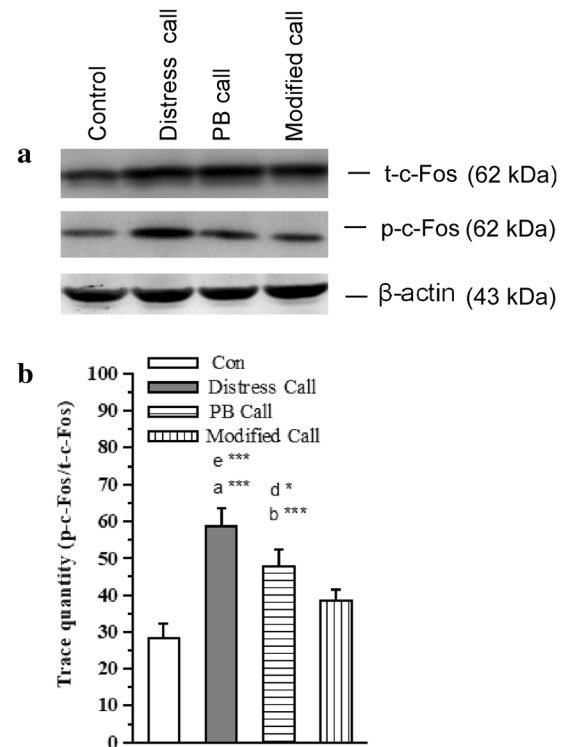 Control
Distress call
PB call
Modified call
a
t-c-Fos (62 kDa)
p-c-Fos (62 kDa)
β-actin (43 kDa)
b
Con
Distress Call
PB Call
Modified Call
e ***
a ***
d *
b ***
Trace quantity (p-c-Fos/t-c-Fos)
100
90
80
70
60
50
40
30
20
10
0